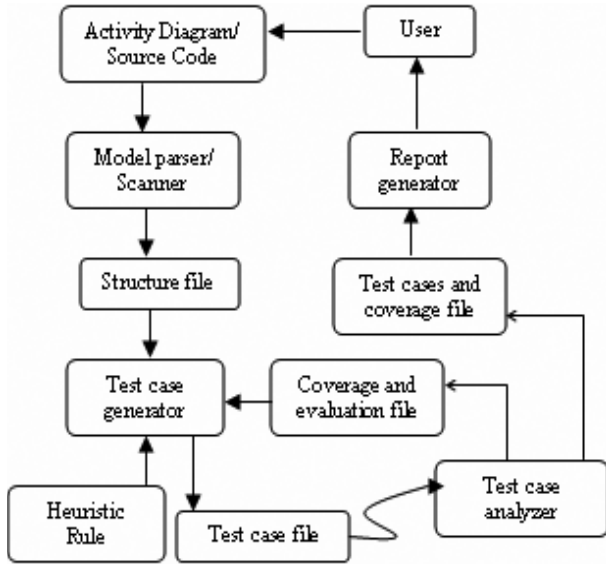 Activity Diagram/
Source Code
User
Model parser/
Scanner
Report
generator
Structure file
Test cases and
coverage file
Test case
generator
Coverage and
evaluation file
Heuristic
Rule
Test case file
Test case
analyzer